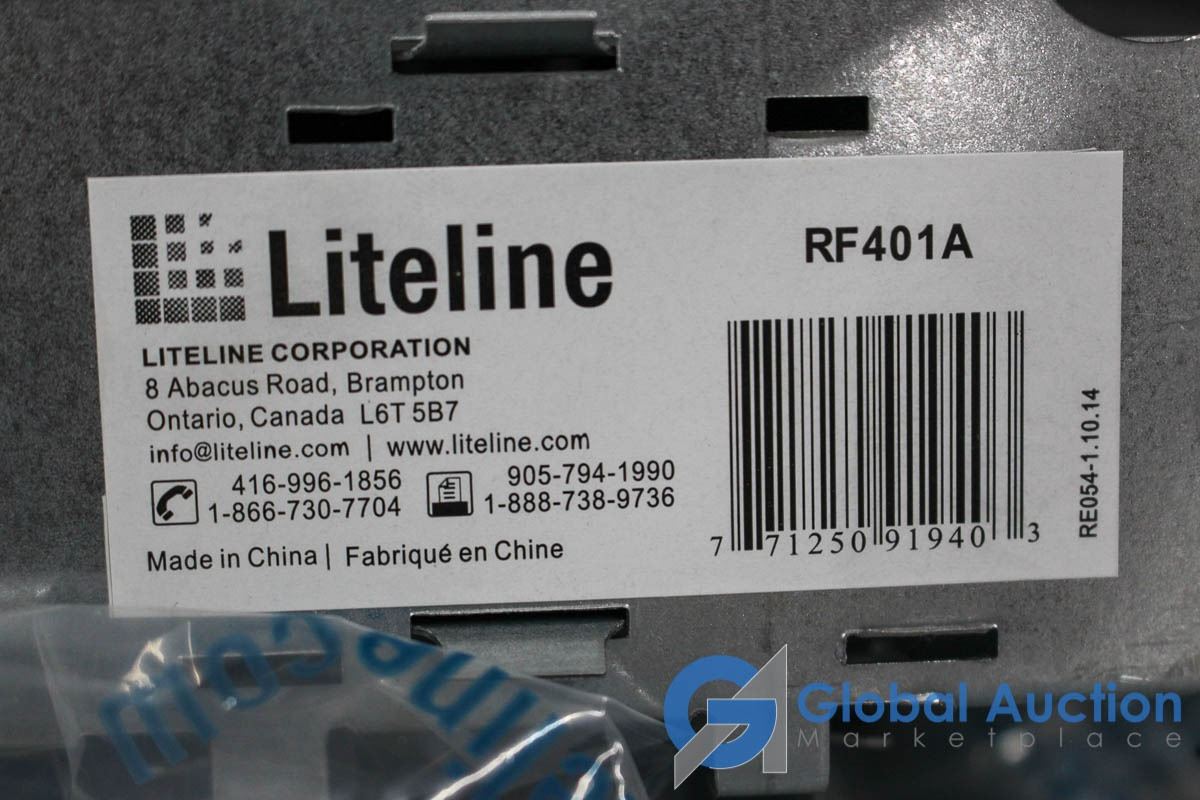 Liteline
RF401A
LITELINE CORPORATION
8 Abacus Road, Brampton
Ontario, Canada L6T 5B7
info@liteline.com | www.liteline.com
416-996-1856
1-866-730-7704
905-794-1990
1-888-738-9736
Made in China | Fabriqué en Chine
7 71250 91940 3
RE054-1.10.14
line.com
Global Auction
Marketplace